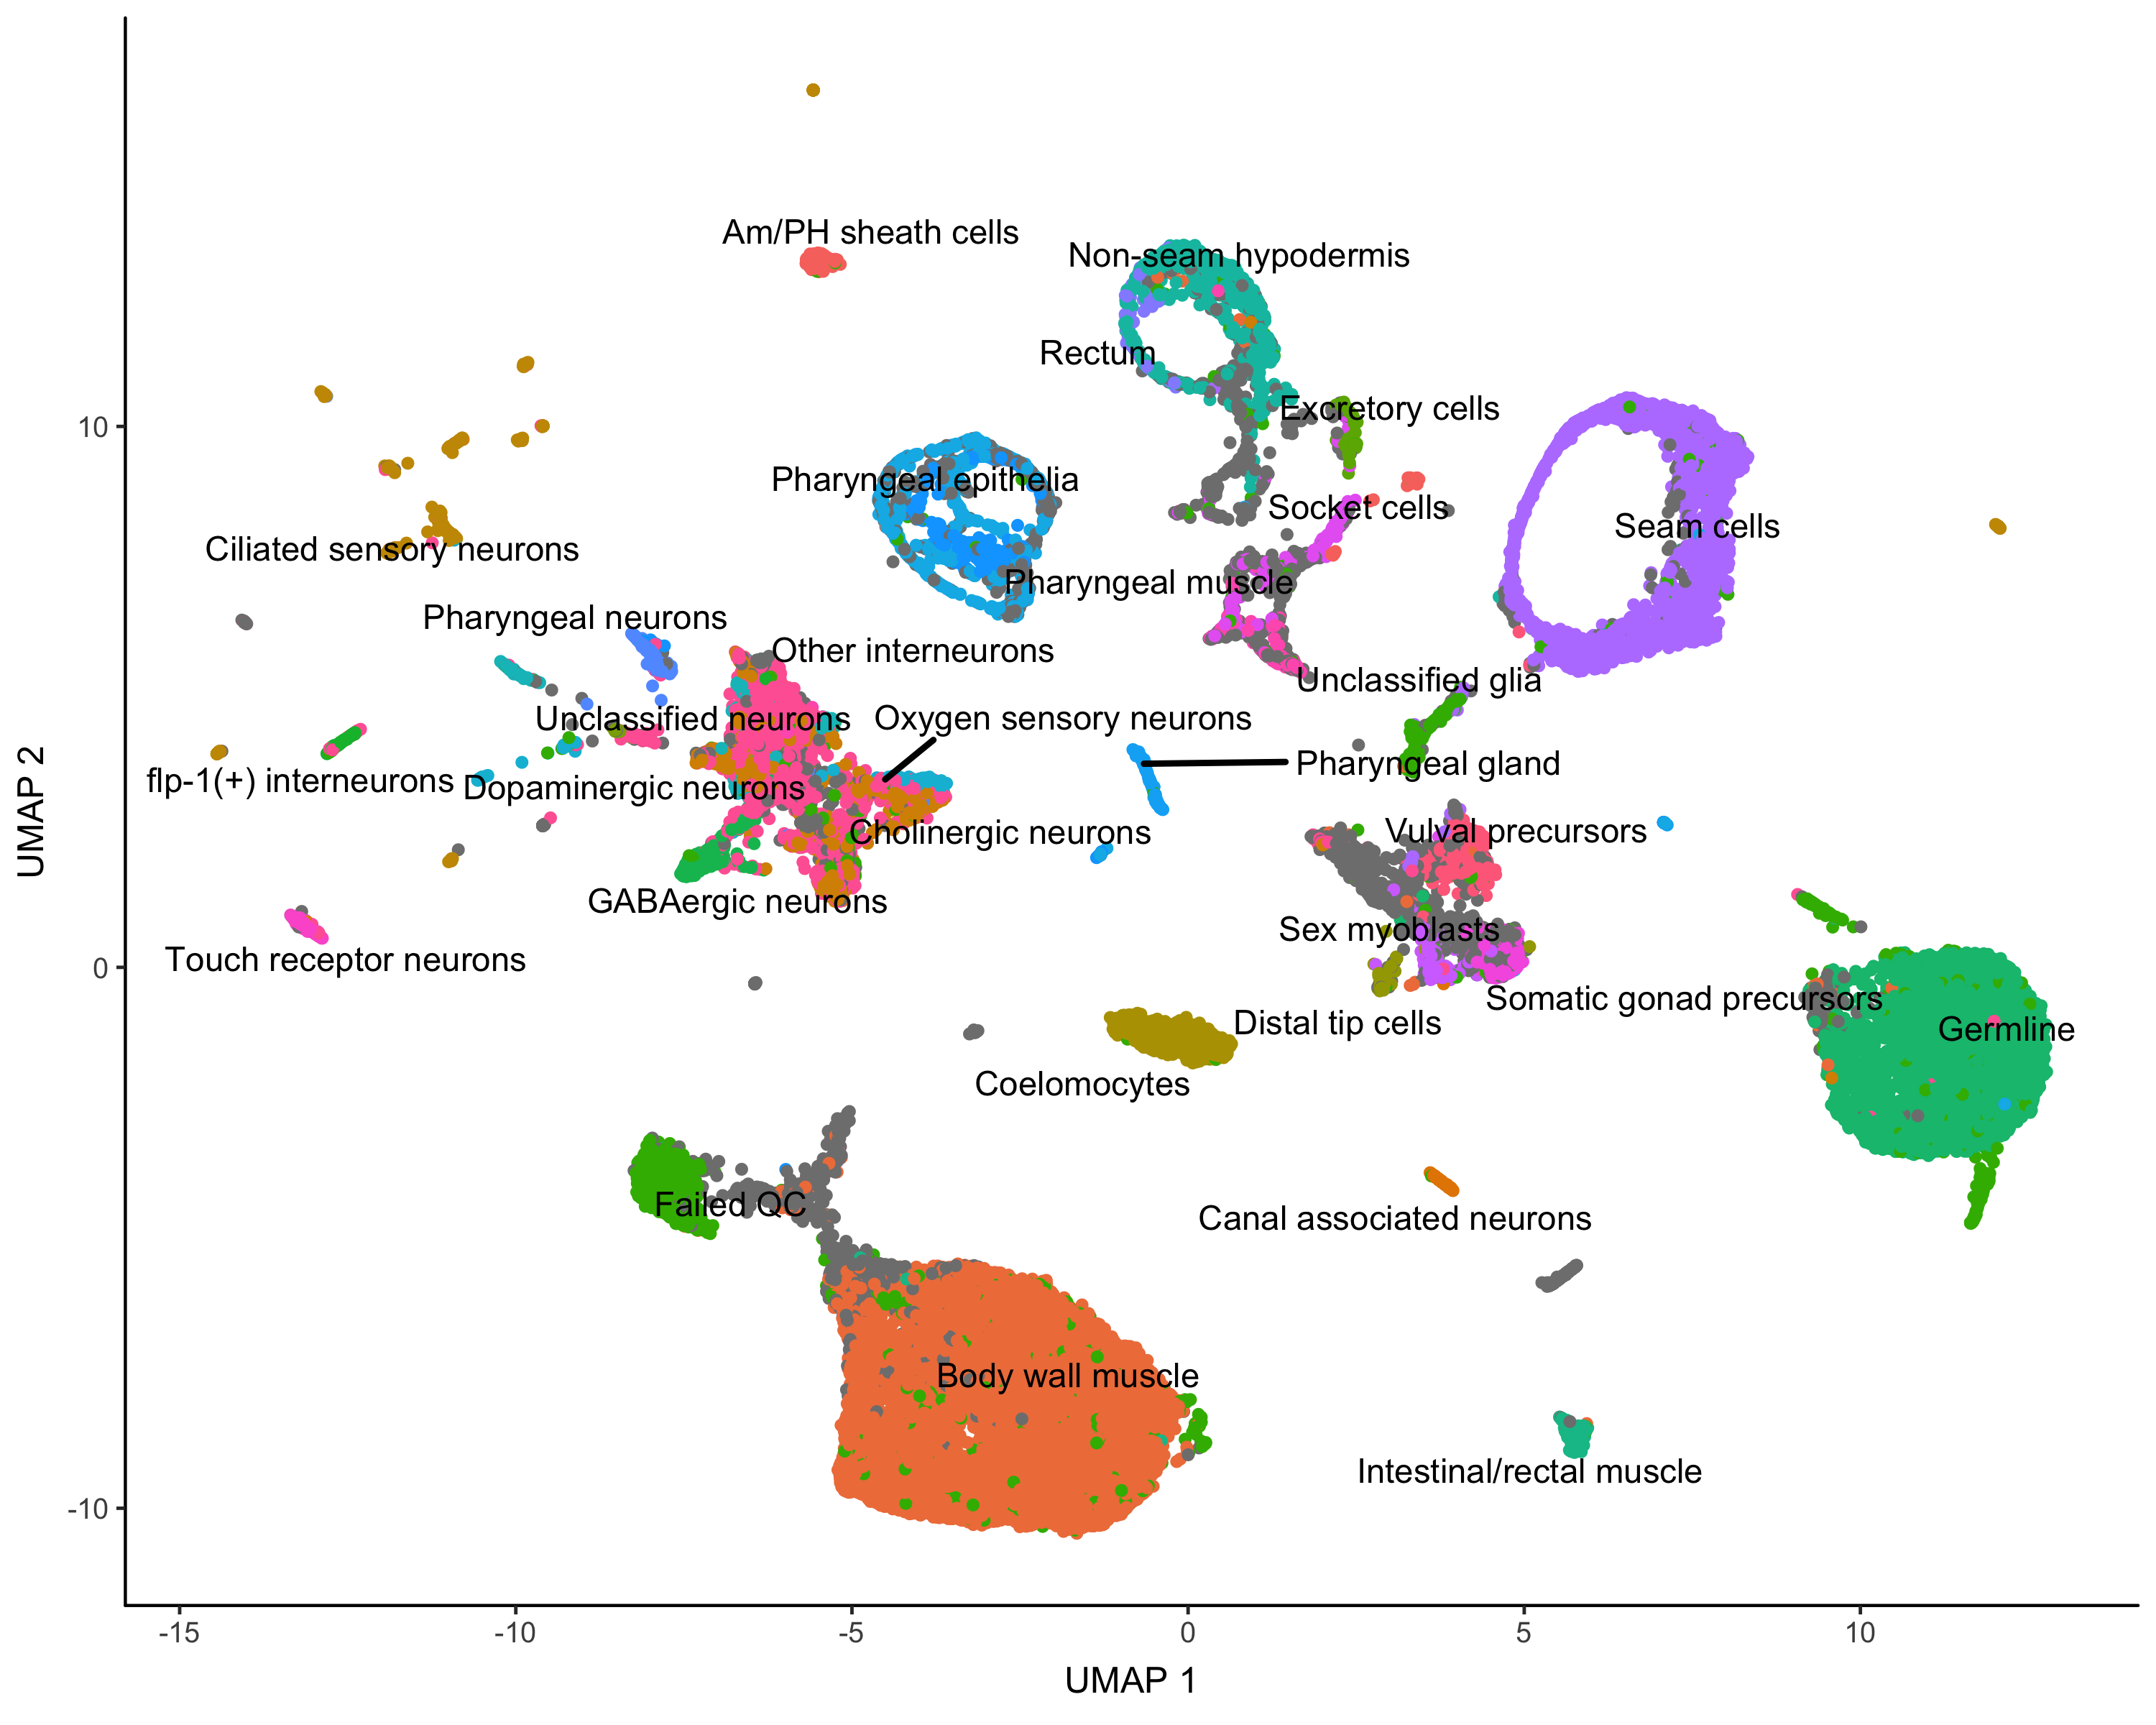 Am/PH sheath cells
Non-seam hypodermis
Rectum
Excretory cells
10
Pharyngeal epithelia
Socket cells
Seam cells
Ciliated sensory neurons
Pharyngeal muscle
Pharyngeal neurons
Other interneurons
Unclassified glia
Unclassified neurons
Oxygen sensory neurons
Pharyngeal gland
flp-1(+) interneurons
Dopaminergic neurons
UMAP 2
Cholinergic neurons
Vulval precursors
GABAergic neurons
Sex myoblasts
Touch receptor neurons
0
Somatic gonad precursors
Distal tip cells
Germline
Coelomocytes
Failed QC
Canal associated neurons
Body wall muscle
Intestinal/rectal muscle
-10
-15 -10 -5 0 5 10
UMAP 1